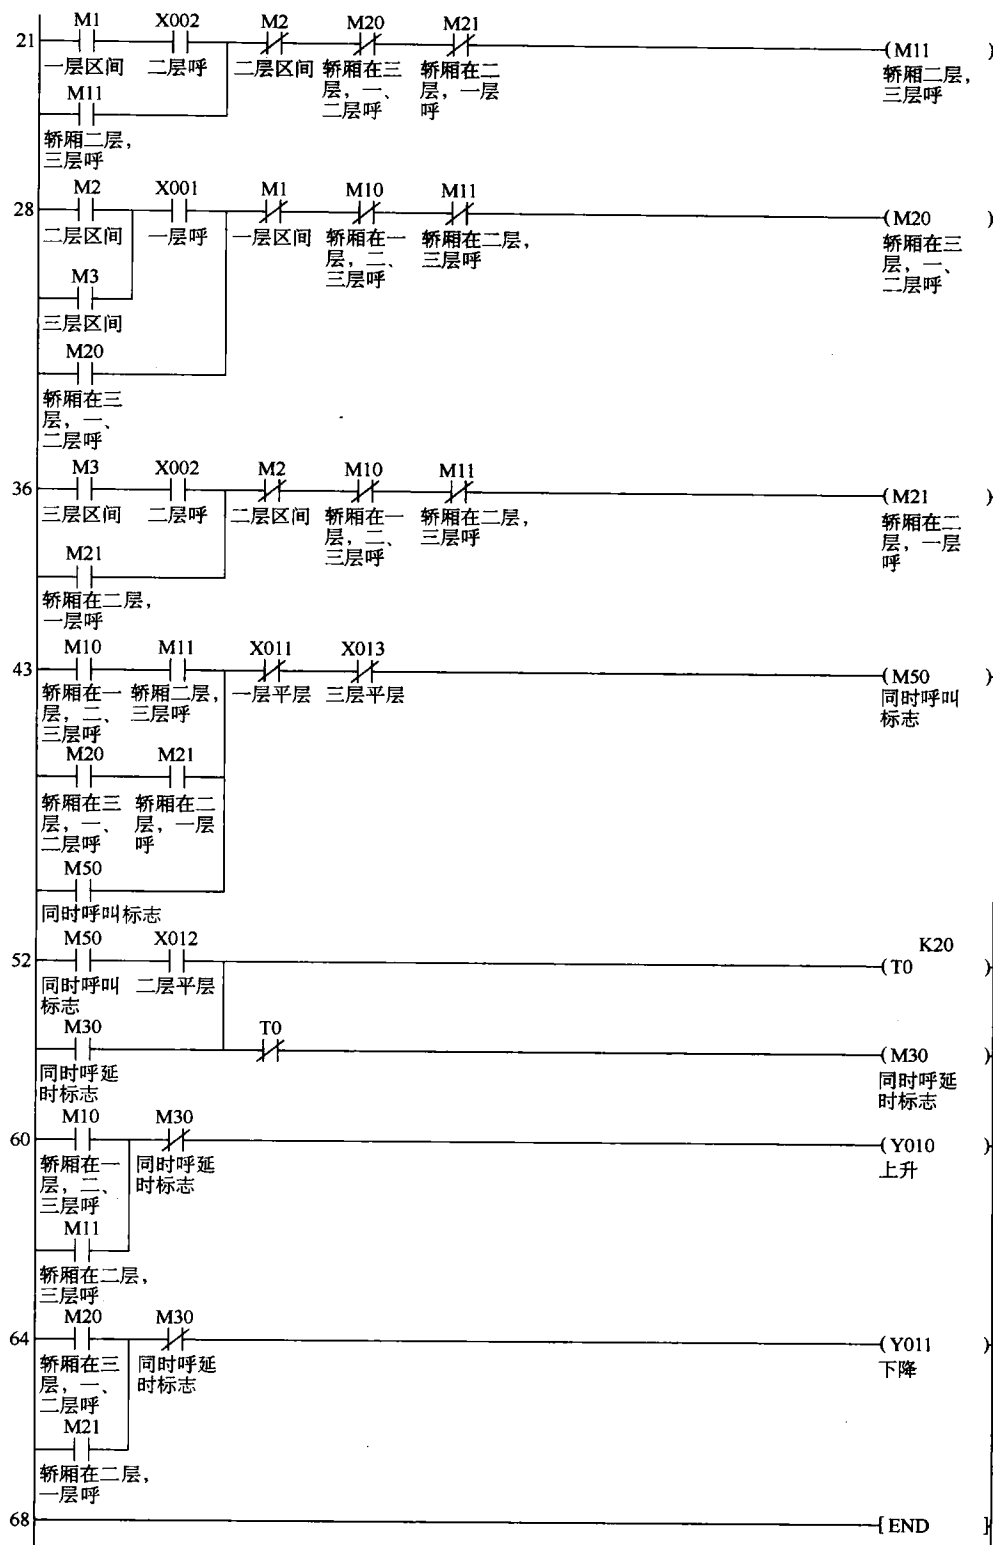 M1 X002 M2 M20 M21
21 (M11 )
一层区间 二层呼 二层区间 轿厢在三 轿厢在二 轿厢二层,
层, 一、 层, 一层 三层呼
二层呼 呼
M11
轿厢二层,
三层呼
M2 X001 M1 M10 M11
28 (M20 )
二层区间 一层呼 一层区间 轿厢在一 轿厢在二层, 轿厢在三
层, 二、 三层呼 层, 一、
三层呼 二层呼
M3
三层区间
M20
轿厢在三
层, 一、
二层呼
M3 X002 M2 M10 M11
36 (M21 )
三层区间 二层呼 二层区间 轿厢在一 轿厢在二层, 轿厢在二
层, 二、 三层呼 层, 一层
三层呼 呼
M21
轿厢在二层,
一层呼
M10 M11 X011 X013
43 (M50 )
轿厢在一 轿厢二层, 一层平层 三层平层 同时呼叫
层, 二、 三层呼 标志
三层呼
M20 M21
轿厢在三 轿厢在二
层, 一、 层, 一层
二层呼 呼
M50
同时呼叫标志
M50 X012 K20
52 (T0 )
同时呼叫 二层平层
标志
M30 T0
(M30 )
同时呼延 同时呼延
时标志 时标志
M10 M30
60 (Y010 )
轿厢在一 同时呼延 上升
层, 二、 时标志
三层呼
M11
轿厢在二层,
三层呼
M20 M30
64 (Y011 )
轿厢在三 同时呼延 下降
层, 一、 时标志
二层呼
M21
轿厢在二层,
一层呼
68 [END ]